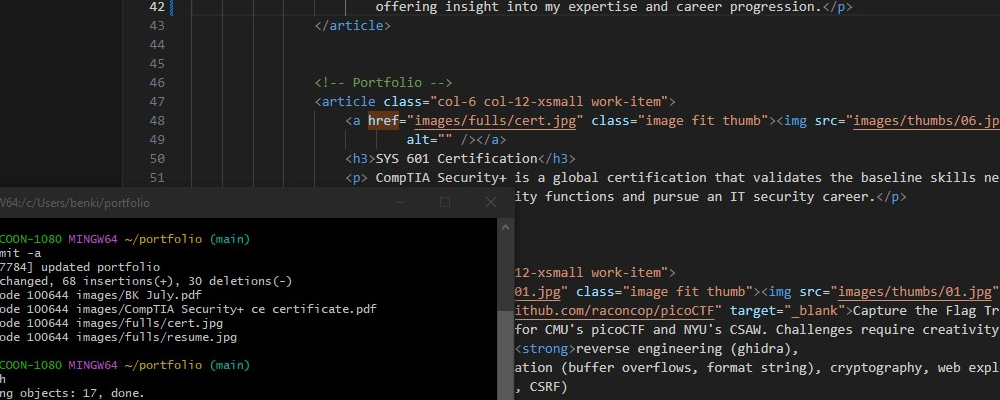 42 offering insight into my expertise and career progression.</p>
43 </article>
44
45
46 <!-- Portfolio -->
47 <article class="col-6 col-12-xsmall work-item">
48 <a href="images/fulls/cert.jpg" class="image fit thumb"><img src="images/thumbs/06.jp
49 alt="" /></a>
50 <h3>SYS 601 Certification</h3>
51 <p> CompTIA Security+ is a global certification that validates the baseline skills ne
ity functions and pursue an IT security career.</p>
-12-xsmall work-item">
01.jpg" class="image fit thumb"><img src="images/thumbs/01.jpg"
ithub.com/raconcop/picoCTF" target="_blank">Capture the Flag Tr
for CMU's picoCTF and NYU's CSAW. Challenges require creativity
<strong>reverse engineering (ghidra),
ation (buffer overflows, format string), cryptography, web expl
, CSRF)
W64:/c/Users/benki/portfolio
COON-1080 MINGW64 ~/portfolio (main)
mit -a
7784] updated portfolio
changed, 68 insertions(+), 30 deletions(-)
ode 100644 images/BK July.pdf
ode 100644 images/CompTIA Security+ ce certificate.pdf
ode 100644 images/fulls/cert.jpg
ode 100644 images/fulls/resume.jpg
COON-1080 MINGW64 ~/portfolio (main)
h
ng objects: 17, done.